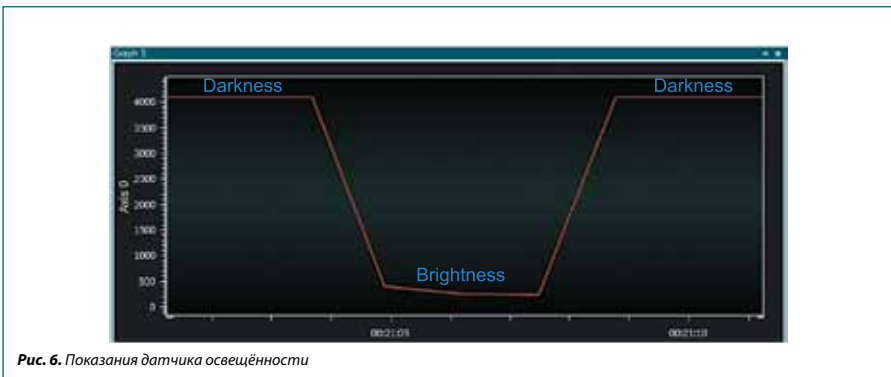 Graph 1
Darkness
Darkness
4000
3500
3000
2500
2000
1500
1000
500
0
Axis 0
Brightness
00:21:05
00:21:10
Рис. 6. Показания датчика освещённости